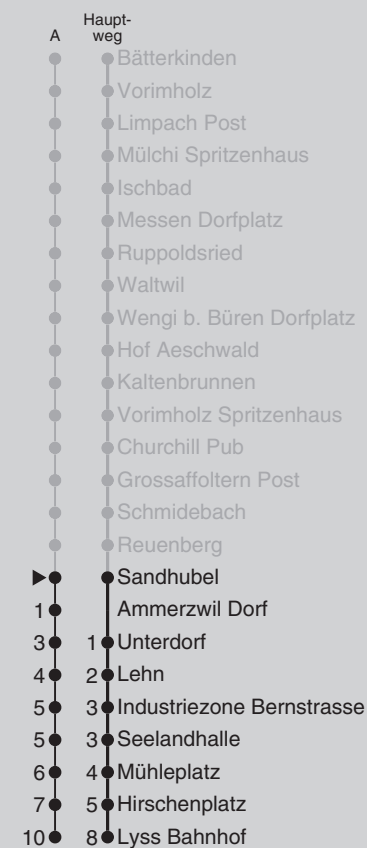 A Haupt-
weg
Bätterkinden
Vorimholz
Limpach Post
Mülchi Spritzenhaus
Ischbad
Messen Dorfplatz
Ruppoldsried
Waltwil
Wengi b. Büren Dorfplatz
Hof Aeschwald
Kaltenbrunnen
Vorimholz Spritzenhaus
Churchill Pub
Grossaffoltern Post
Schmidebach
Reuenberg
Sandhubel
1 Ammerzwil Dorf
3 1 Unterdorf
4 2 Lehn
5 3 Industriezone Bernstrasse
5 3 Seelandhalle
6 4 Mühleplatz
7 5 Hirschenplatz
10 8 Lyss Bahnhof